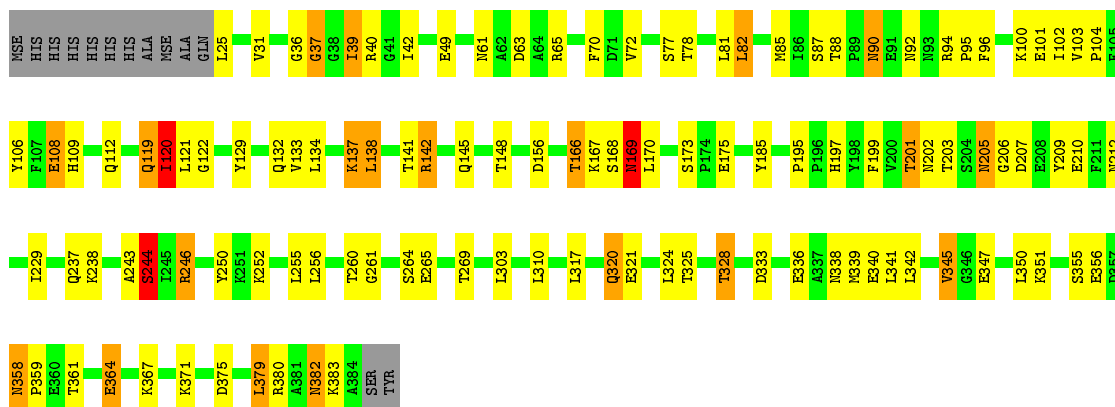 MSE HIS HIS HIS HIS HIS HIS ALA MSE ALA GLN L25 V31 G36 G37 G38 I39 R40 G41 I42 E49 N61 A62 D63 A64 R65 F70 D71 V72 S77 T78 L81 L82 M85 I86 S87 T88 P89 N90 E91 N92 N93 R94 P95 F96 K100 E101 I102 V103 P104 E105
Y106 F107 E108 H109 Q112 Q119 I120 L121 G122 Y129 Q132 V133 L134 K137 L138 T141 R142 Q145 T148 D156 T166 K167 S168 N169 L170 S173 P174 E175 Y185 P195 P196 H197 Y198 F199 V200 T201 N202 T203 S204 N205 G206 D207 E208 Y209 E210 F211 N212
I229 Q237 K238 A243 S244 I245 R246 Y250 K251 K252 L255 L256 T260 G261 S264 E265 T269 L303 L310 L317 Q320 E321 L324 T325 T328 D333 E336 A337 N338 M339 E340 L341 L342 V345 G346 E347 L350 K351 S355 E356 D357
N358 P359 E360 T361 E364 K367 K371 D375 L379 R380 A381 N382 K383 A384 SER TYR